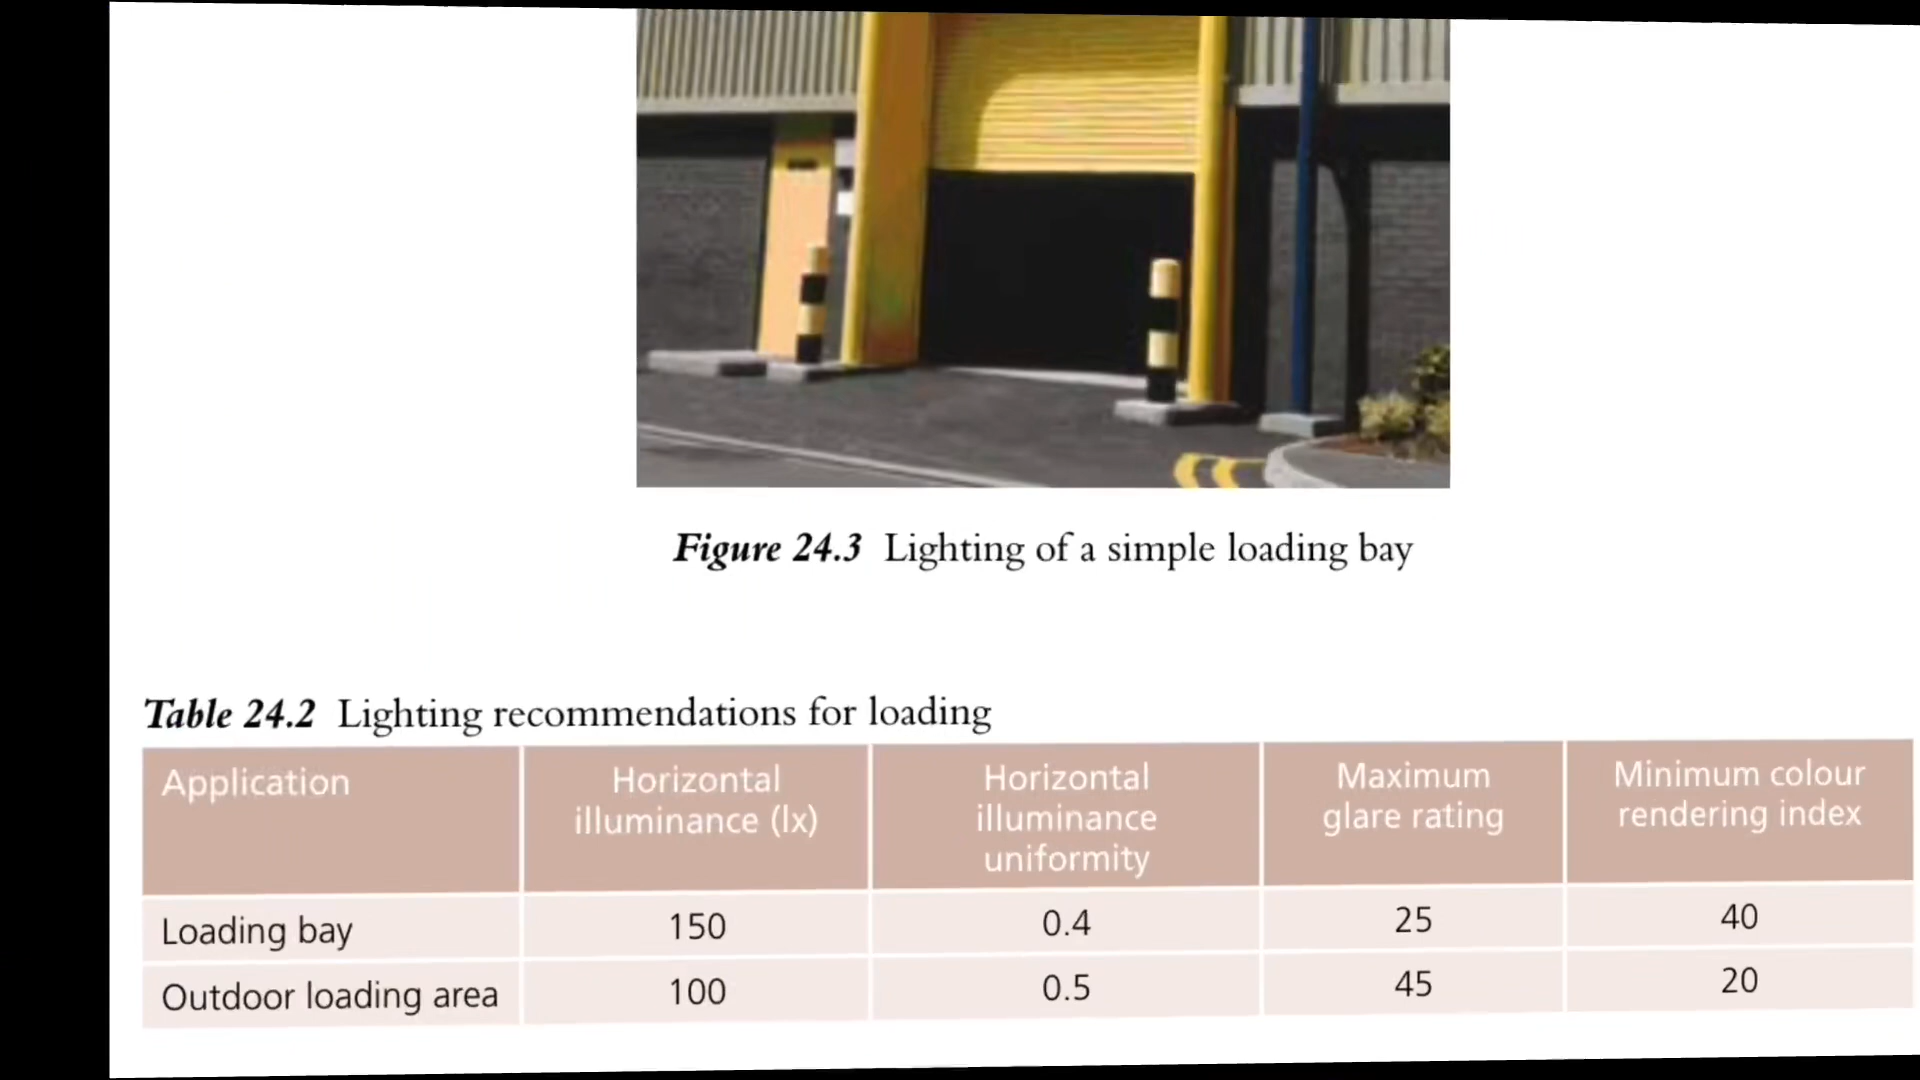 Figure 24.3 Lighting of a simple loading bay
Table 24.2 Lighting recommendations for loading
Application Horizontal illuminance (lx) Horizontal illuminance uniformity Maximum glare rating Minimum colour rendering index
Loading bay 150 0.4 25 40
Outdoor loading area 100 0.5 45 20